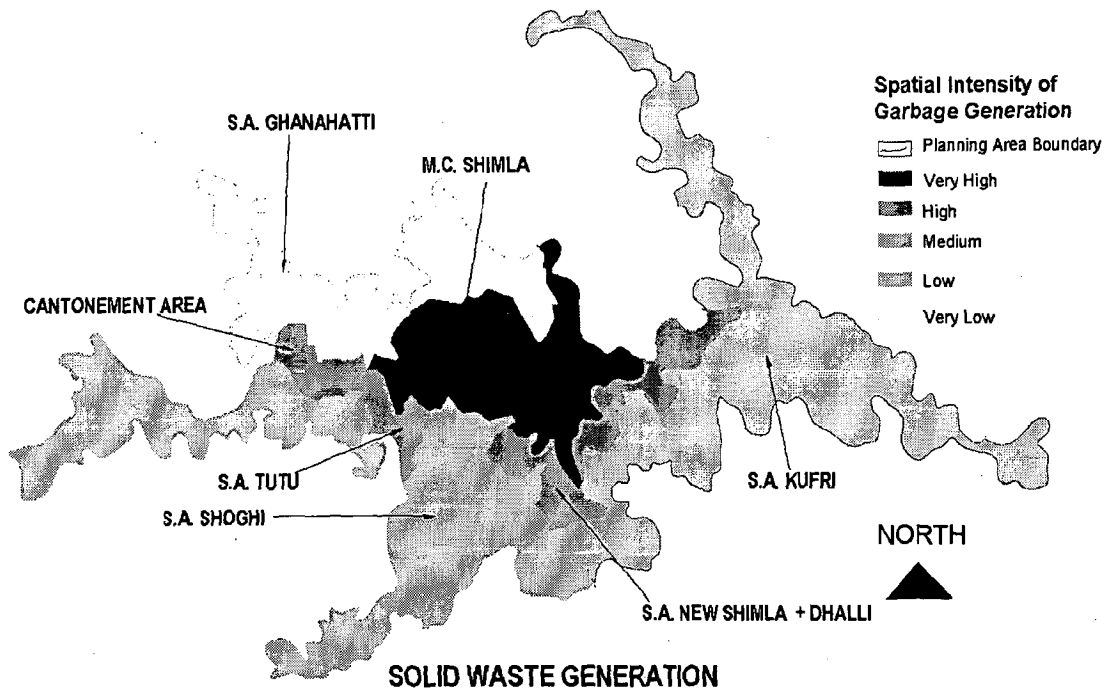 Spatial Intensity of
Garbage Generation
Planning Area Boundary
Very High
High
Medium
Low
Very Low
S.A. GHANAHATTI
M.C. SHIMLA
CANTONEMENT AREA
S.A. TUTU
S.A. SHOGHI
S.A. KUFRI
NORTH
S.A. NEW SHIMLA + DHALLI
SOLID WASTE GENERATION